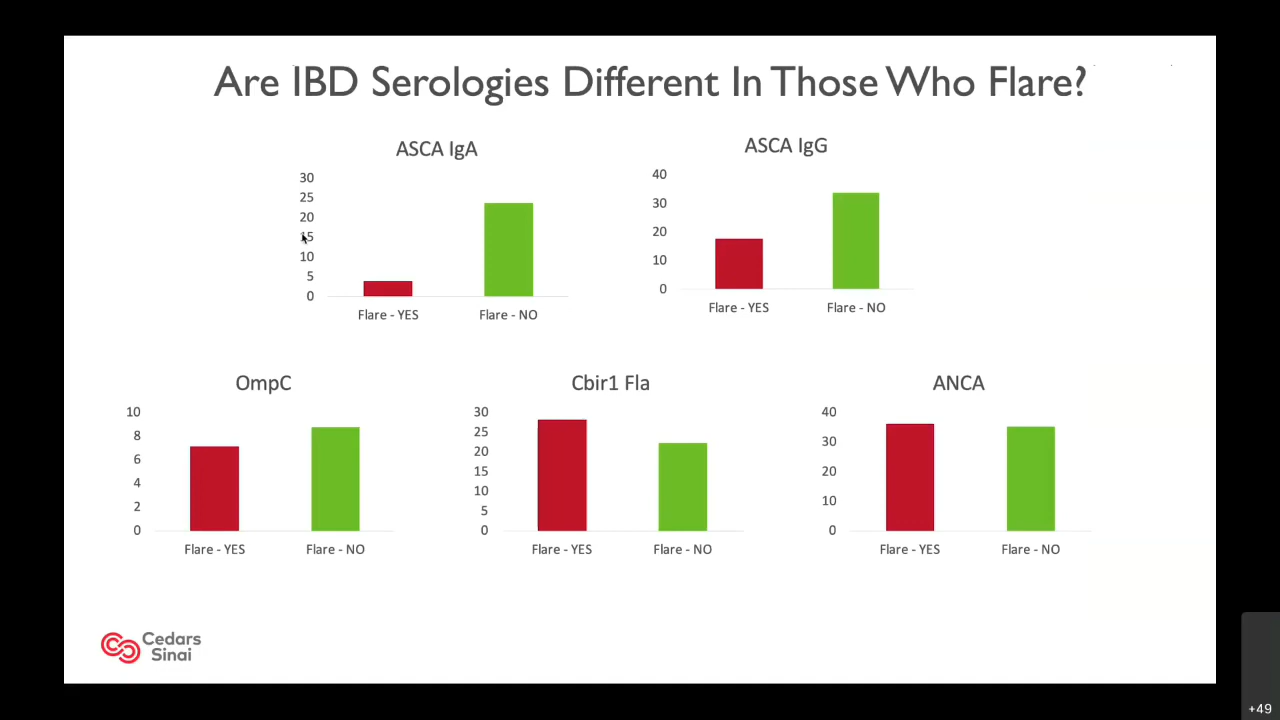 Are IBD Serologies Different In Those Who Flare?
ASCA IgA
30
25
20
15
10
5
0
Flare - YES
Flare - NO
ASCA IgG
40
30
20
10
0
Flare - YES
Flare - NO
OmpC
10
8
6
4
2
0
Flare - YES
Flare - NO
Cbir1 Fla
30
25
20
15
10
5
0
Flare - YES
Flare - NO
ANCA
40
30
20
10
0
Flare - YES
Flare - NO
Cedars
Sinai
+49